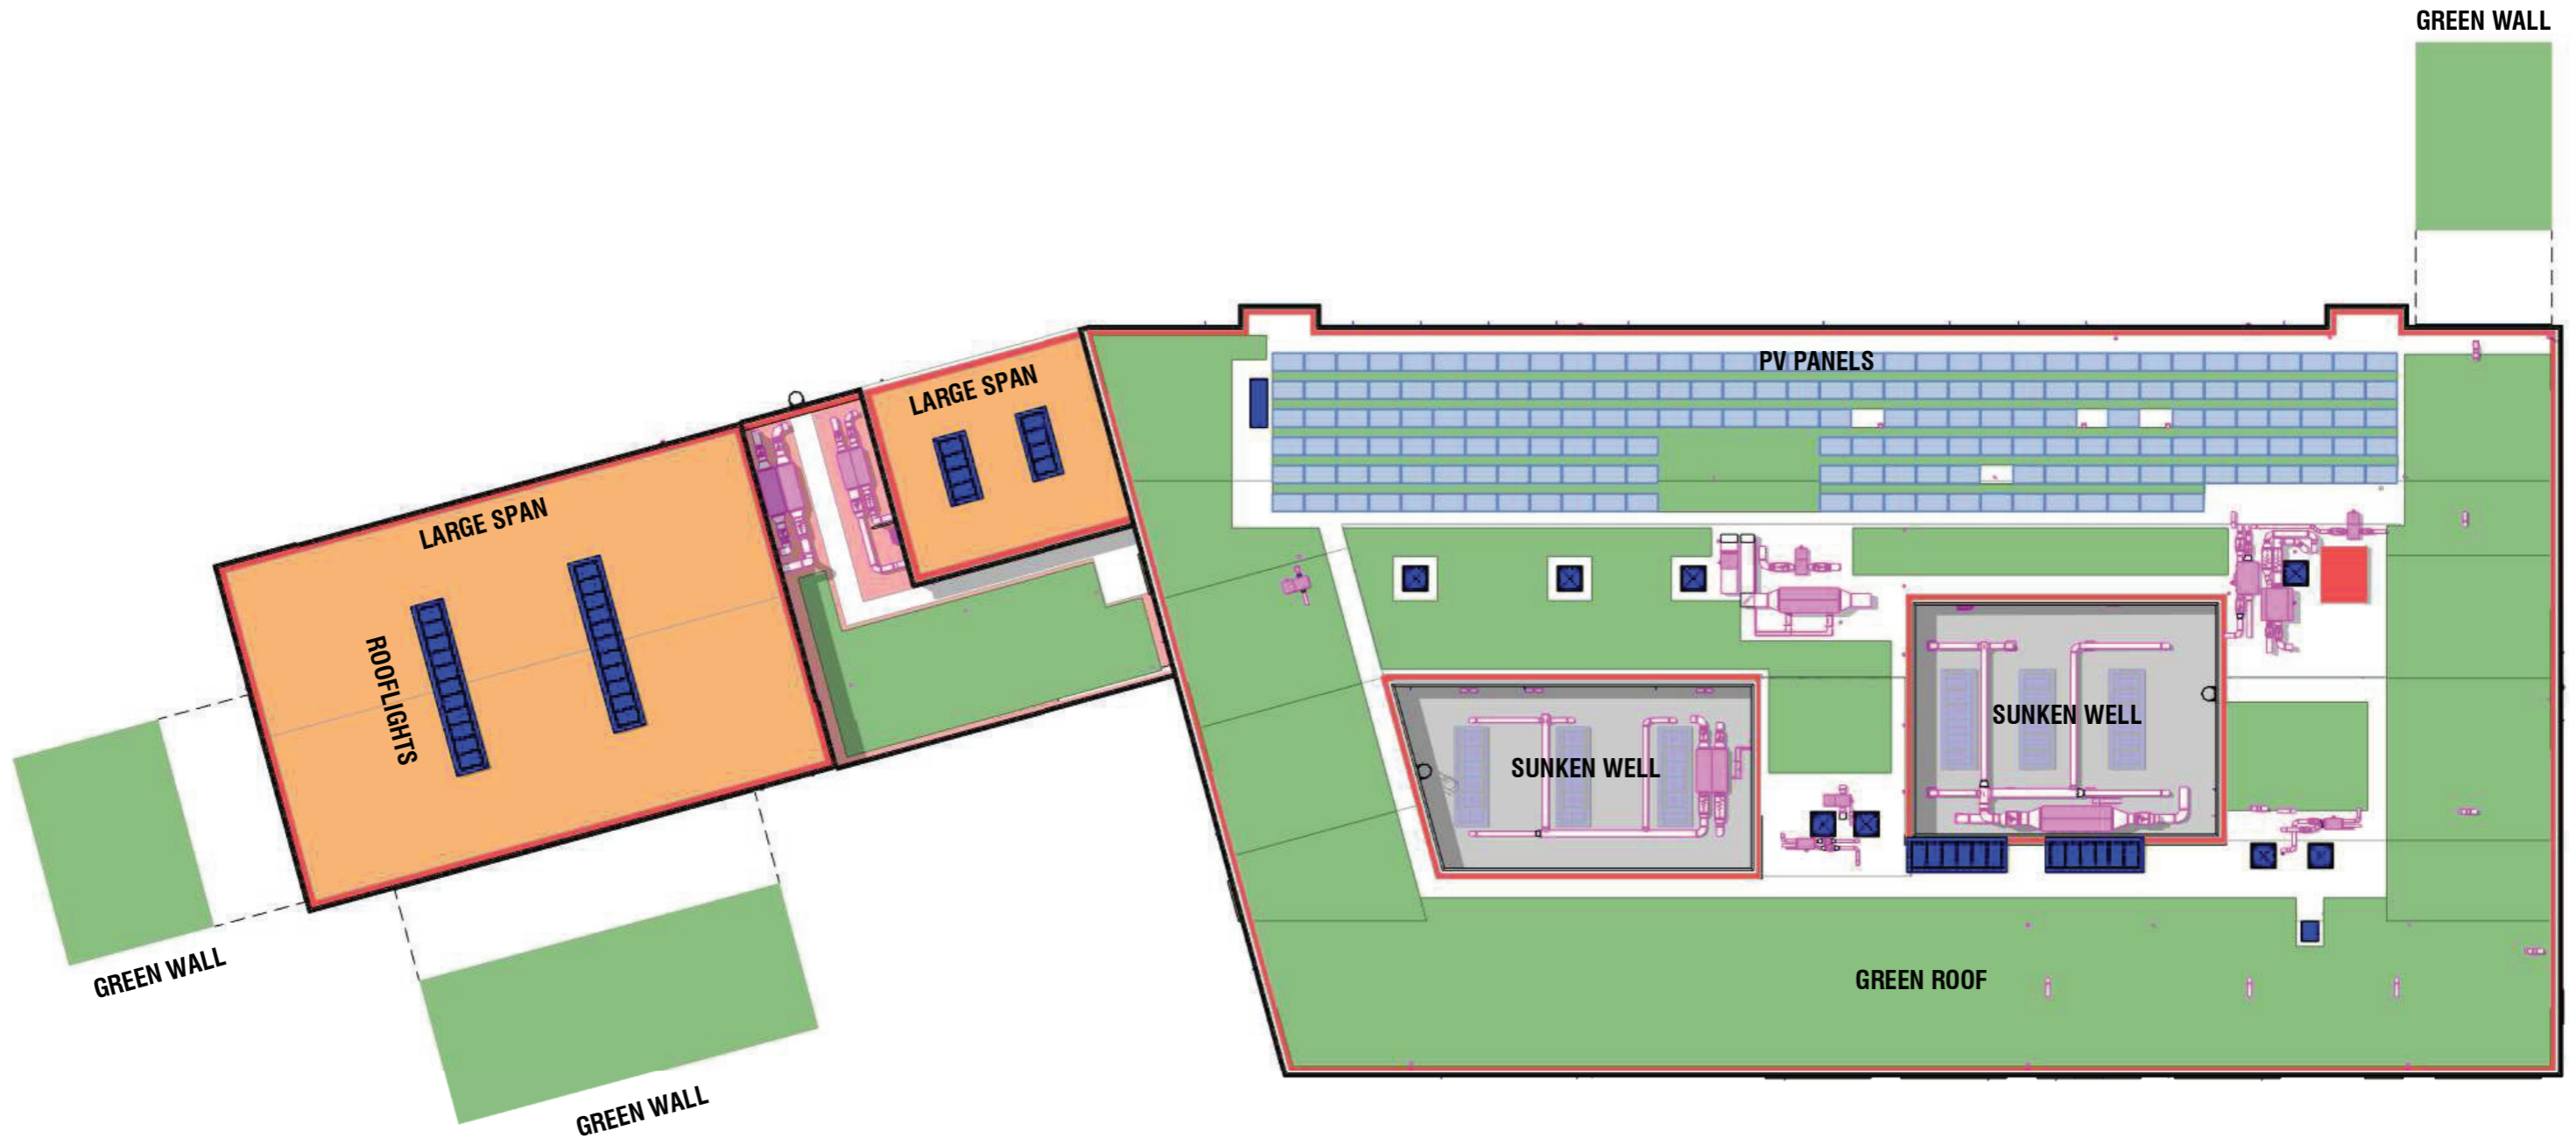 GREEN WALL
PV PANELS
LARGE SPAN
LARGE SPAN
ROOFLIGHTS
SUNKEN WELL
SUNKEN WELL
GREEN WALL
GREEN ROOF
GREEN WALL